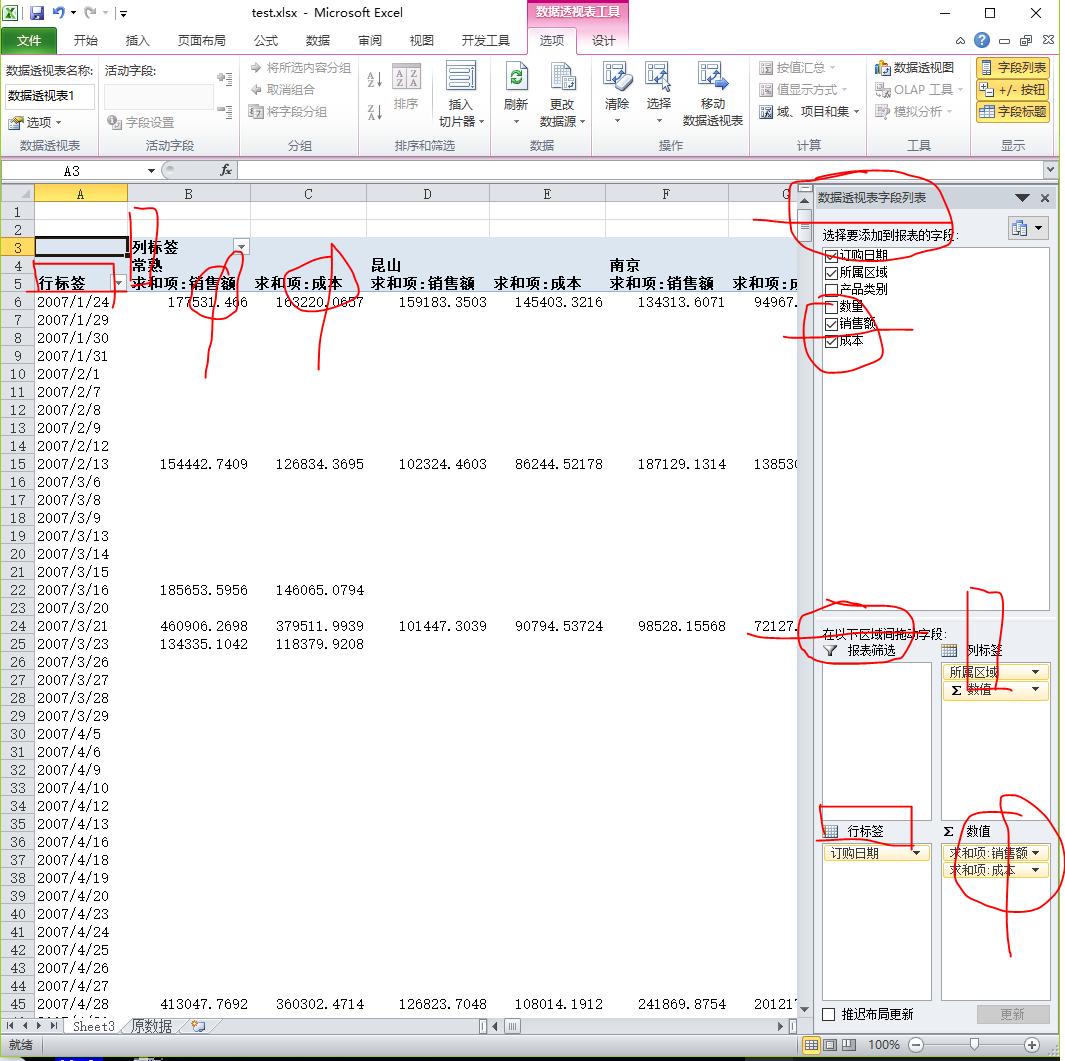 test.xlsx - Microsoft Excel
数据透视表工具
文件 开始 插入 页面布局 公式 数据 审阅 视图 开发工具 选项 设计
数据透视表名称: 活动字段: 将所选内容分组 按值汇总 数据透视图 字段列表
数据透视表1 取消组合 排序 插入 切片器 刷新 更改 数据源 清除 选择 移动 数据透视表 值显示方式 OLAP 工具 +/- 按钮
选项 字段设置 将字段分组 域、项目和集 模拟分析 字段标题
数据透视表 活动字段 分组 排序和筛选 数据 操作 计算 工具 显示
A3 fx
A B C D E F G
数据透视表字段列表
选择要添加到报表的字段:
订购日期
所属区域
产品类别
数量
销售额
成本
1
2
3 列标签
4 常熟 昆山 南京
5 行标签 求和项:销售额 求和项:成本 求和项:销售额 求和项:成本 求和项:销售额 求和项:成
6 2007/1/24 177531.466 163220.0657 159183.3503 145403.3216 134313.6071 94967.
7 2007/1/29
8 2007/1/30
9 2007/1/31
10 2007/2/1
11 2007/2/7
12 2007/2/8
13 2007/2/9
14 2007/2/12
15 2007/2/13 154442.7409 126834.3695 102324.4603 86244.52178 187129.1314 138530
16 2007/3/6
17 2007/3/8
18 2007/3/9
19 2007/3/13
20 2007/3/14
21 2007/3/15
22 2007/3/16 185653.5956 146065.0794
23 2007/3/20
24 2007/3/21 460906.2698 379511.9939 101447.3039 90794.53724 98528.15568 72127.
25 2007/3/23 134335.1042 118379.9208
26 2007/3/26
27 2007/3/27
28 2007/3/28
29 2007/3/29
30 2007/4/5
31 2007/4/6
32 2007/4/9
33 2007/4/10
34 2007/4/12
35 2007/4/13
36 2007/4/16
37 2007/4/18
38 2007/4/19
39 2007/4/20
40 2007/4/23
41 2007/4/24
42 2007/4/25
43 2007/4/26
44 2007/4/27
45 2007/4/28 413047.7692 360302.4714 126823.7048 108014.1912 241869.8754 201217
在以下区域间拖动字段:
报表筛选 列标签
所属区域
Σ 数值
行标签 Σ 数值
订购日期 求和项:销售额
求和项:成本
推迟布局更新 更新
Sheet3 原数据
就绪 100%